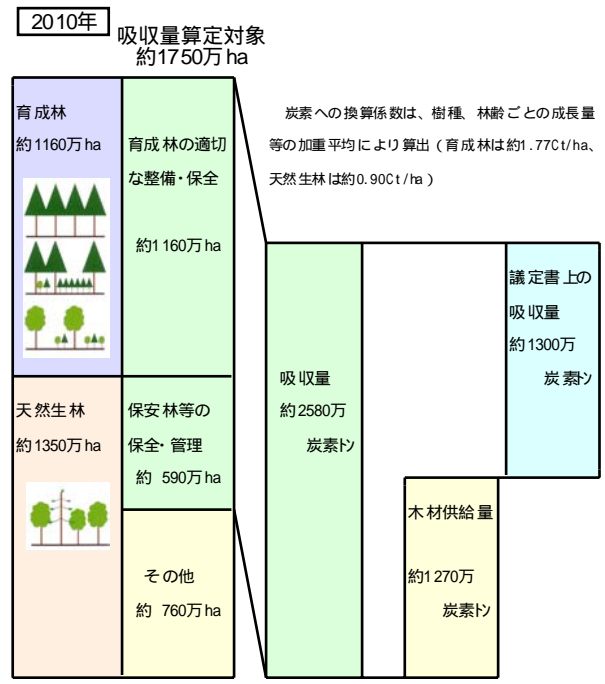 2010年
吸収量算定対象
約1750万ha
育成林
約1160万ha
育成林の適切
な整備・保全
約1160万ha
炭素への換算係数は、樹種、林齢ごとの成長量
等の加重平均により算出(育成林は約1.77Ct/ha、
天然生林は約0.90Ct/ha)
議定書上の
吸収量
約1300万
炭素トン
吸収量
約2580万
炭素トン
天然生林
約1350万ha
保安林等の
保全・管理
約 590万ha
木材供給量
約1270万
炭素トン
その他
約 760万ha